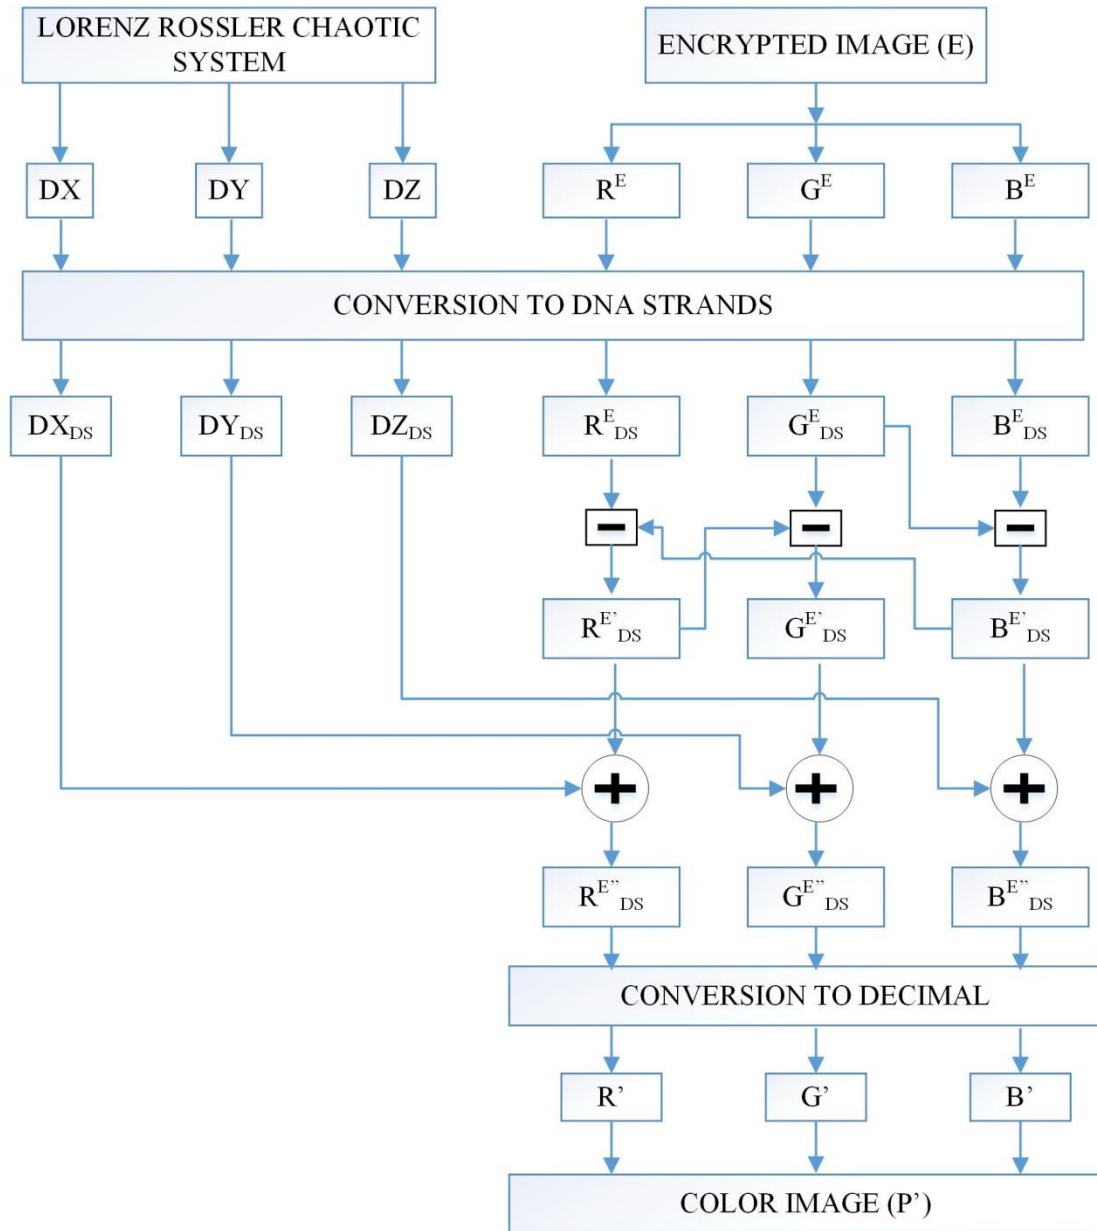 LORENZ ROSSLER CHAOTIC
SYSTEM
ENCRYPTED IMAGE (E)
DX DY DZ R^E G^E B^E
CONVERSION TO DNA STRANDS
DX_DS DY_DS DZ_DS R^E_DS G^E_DS B^E_DS
− − −
R^E’_DS G^E’_DS B^E’_DS
+ + +
R^E”_DS G^E”_DS B^E”_DS
CONVERSION TO DECIMAL
R’ G’ B’
COLOR IMAGE (P’)